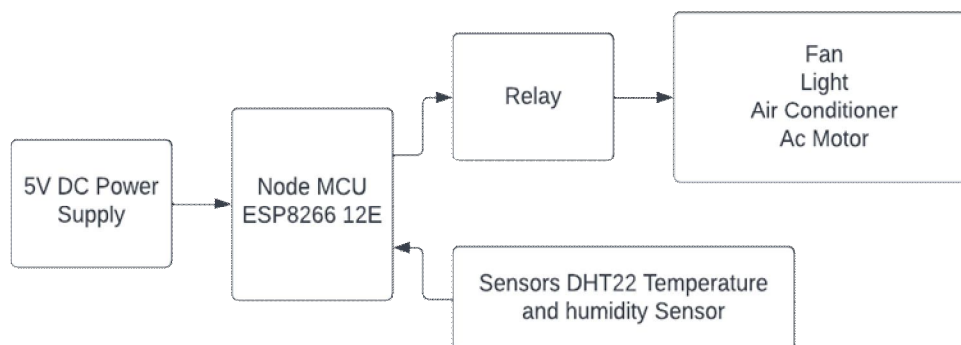 5V DC Power
Supply
Node MCU
ESP8266 12E
Relay
Fan
Light
Air Conditioner
Ac Motor
Sensors DHT22 Temperature
and humidity Sensor